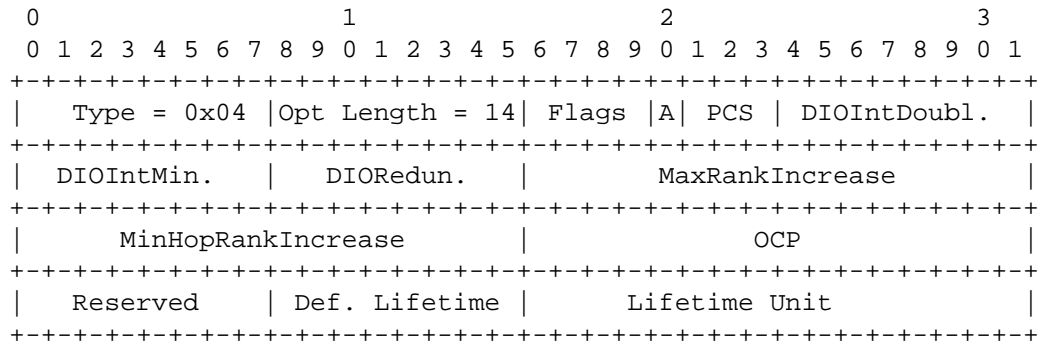 0                   1                   2                   3
 0 1 2 3 4 5 6 7 8 9 0 1 2 3 4 5 6 7 8 9 0 1 2 3 4 5 6 7 8 9 0 1
+-+-+-+-+-+-+-+-+-+-+-+-+-+-+-+-+-+-+-+-+-+-+-+-+-+-+-+-+-+-+-+-+
|   Type = 0x04 |Opt Length = 14| Flags |A| PCS | DIOIntDoubl.  |
+-+-+-+-+-+-+-+-+-+-+-+-+-+-+-+-+-+-+-+-+-+-+-+-+-+-+-+-+-+-+-+-+
|  DIOIntMin.   |   DIORedun.   |        MaxRankIncrease        |
+-+-+-+-+-+-+-+-+-+-+-+-+-+-+-+-+-+-+-+-+-+-+-+-+-+-+-+-+-+-+-+-+
|      MinHopRankIncrease       |              OCP              |
+-+-+-+-+-+-+-+-+-+-+-+-+-+-+-+-+-+-+-+-+-+-+-+-+-+-+-+-+-+-+-+-+
|   Reserved    | Def. Lifetime |      Lifetime Unit            |
+-+-+-+-+-+-+-+-+-+-+-+-+-+-+-+-+-+-+-+-+-+-+-+-+-+-+-+-+-+-+-+-+